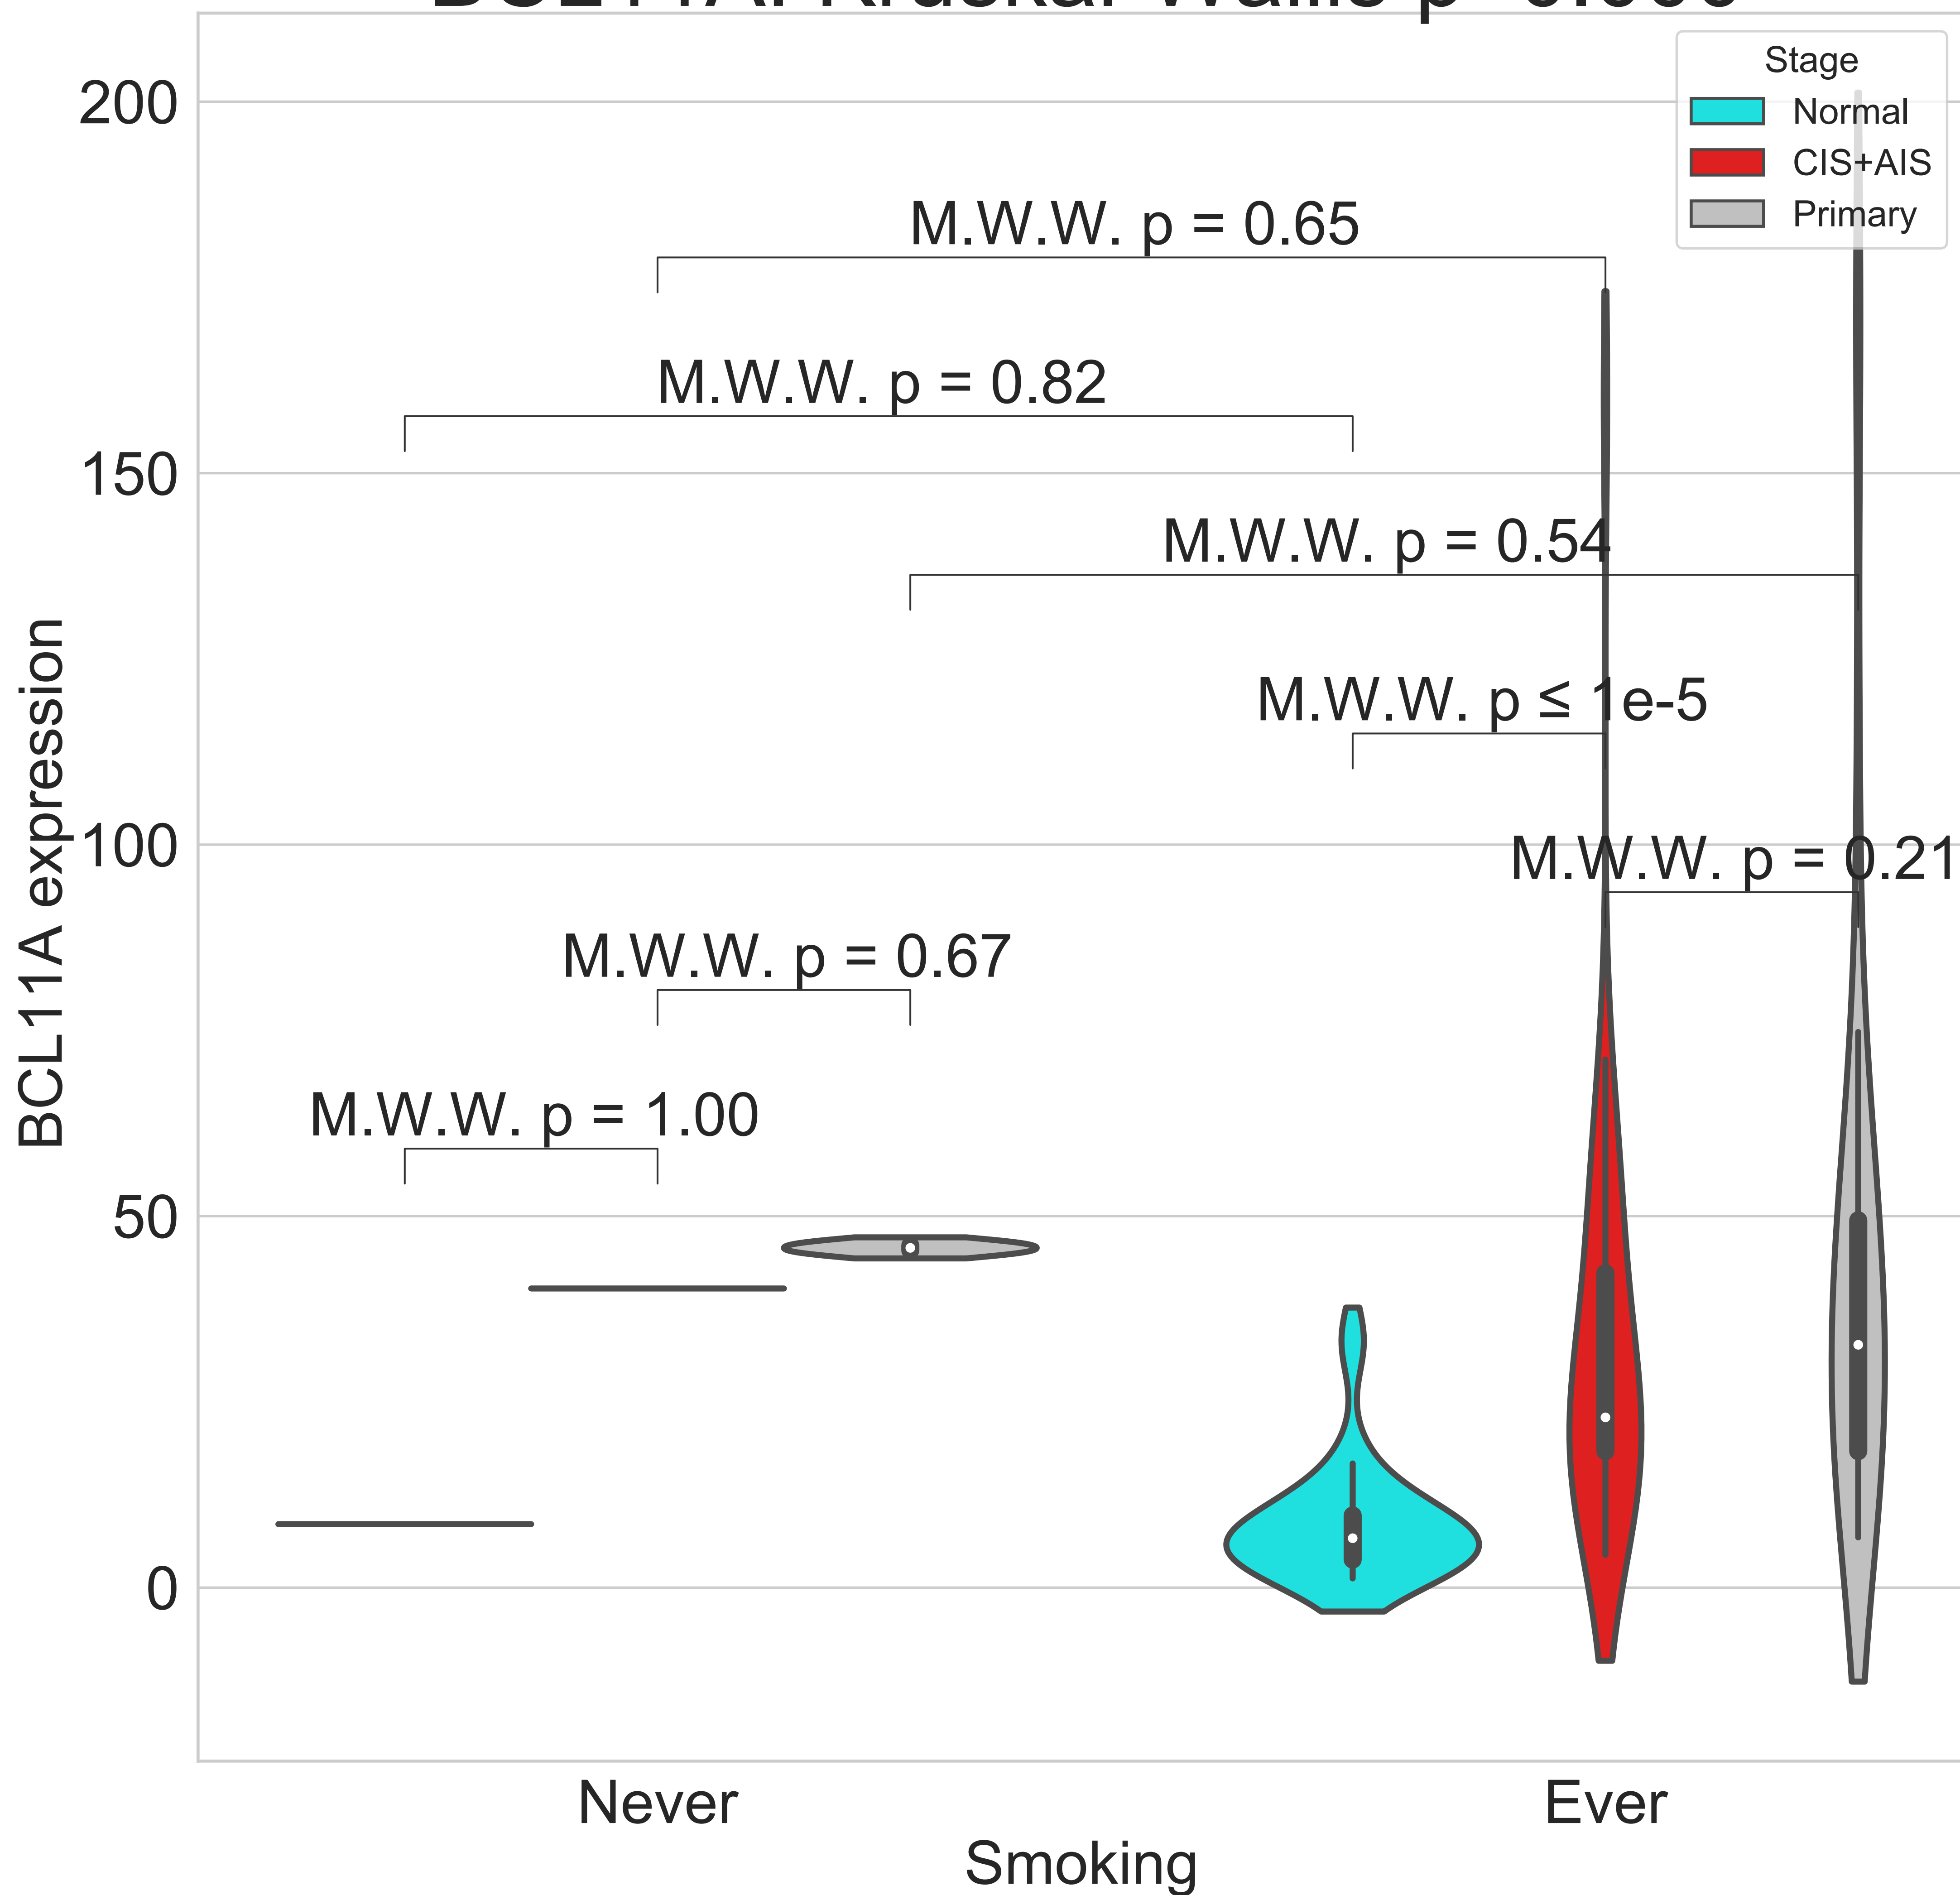 Stage
Normal
CIS+AIS
Primary
200
150
100
50
0
BCL11A expression
M.W.W. p = 0.65
M.W.W. p = 0.82
M.W.W. p = 0.54
M.W.W. p ≤ 1e-5
M.W.W. p = 0.21
M.W.W. p = 0.67
M.W.W. p = 1.00
Never
Ever
Smoking